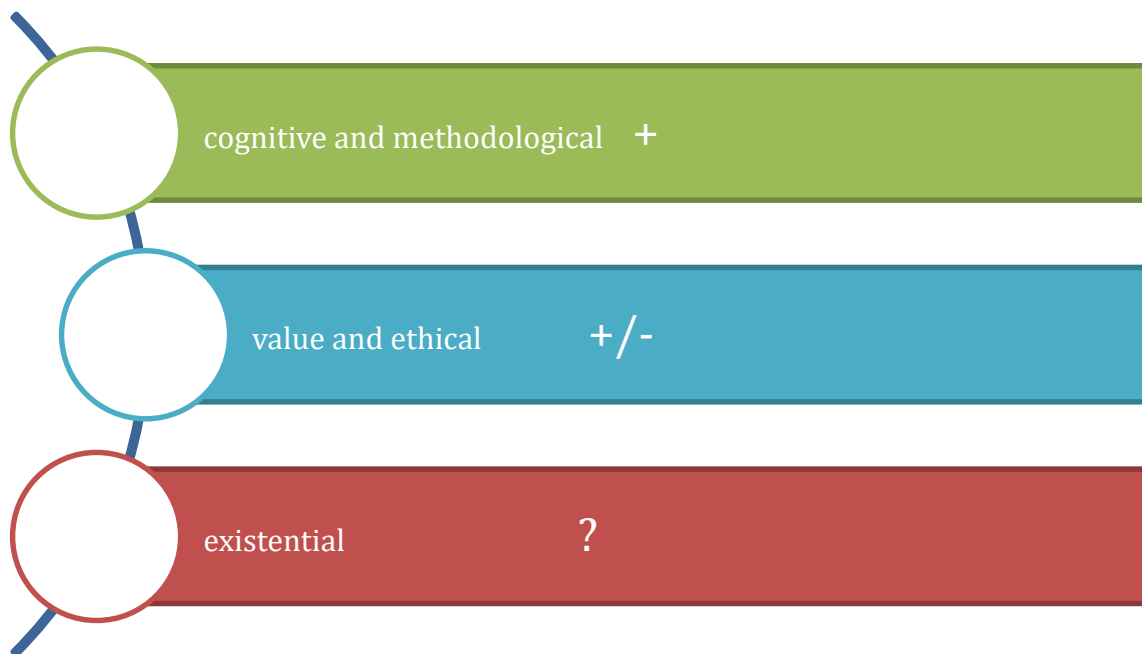 cognitive and methodological +
value and ethical +/-
existential ?